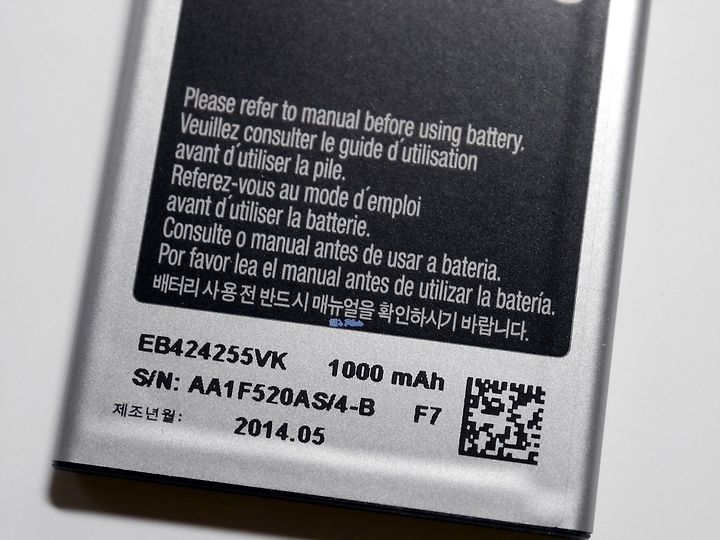 Please refer to manual before using battery.
Veuillez consulter le guide d´utilisation
avant d´utiliser la pile.
Referez-vous au mode d´emploi
avant d´utiliser la batterie.
Consulte o manual antes de usar a bateria.
Por favor lea el manual antes de utilizar la batería.
배터리 사용 전 반드시 매뉴얼을 확인하시기 바랍니다.
EB424255VK 1000 mAh
S/N: AA1F520AS/4-B F7
제조년월:
2014.05